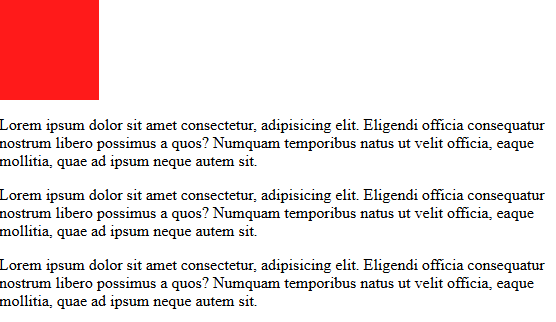 Lorem ipsum dolor sit amet consectetur, adipisicing elit. Eligendi officia consequatur
nostrum libero possimus a quos? Numquam temporibus natus ut velit officia, eaque
mollitia, quae ad ipsum neque autem sit.
Lorem ipsum dolor sit amet consectetur, adipisicing elit. Eligendi officia consequatur
nostrum libero possimus a quos? Numquam temporibus natus ut velit officia, eaque
mollitia, quae ad ipsum neque autem sit.
Lorem ipsum dolor sit amet consectetur, adipisicing elit. Eligendi officia consequatur
nostrum libero possimus a quos? Numquam temporibus natus ut velit officia, eaque
mollitia, quae ad ipsum neque autem sit.